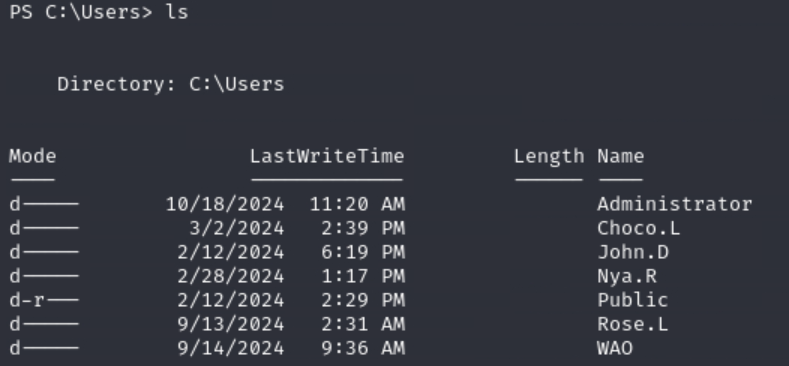 PS C:\Users> ls
Directory: C:\Users
Mode                LastWriteTime         Length Name
----                -------------         ------ ----
d-----       10/18/2024  11:20 AM                Administrator
d-----         3/2/2024   2:39 PM                Choco.L
d-----        2/12/2024   6:19 PM                John.D
d-----        2/28/2024   1:17 PM                Nya.R
d-r---        2/12/2024   2:29 PM                Public
d-----        9/13/2024   2:31 AM                Rose.L
d-----        9/14/2024   9:36 AM                WAO